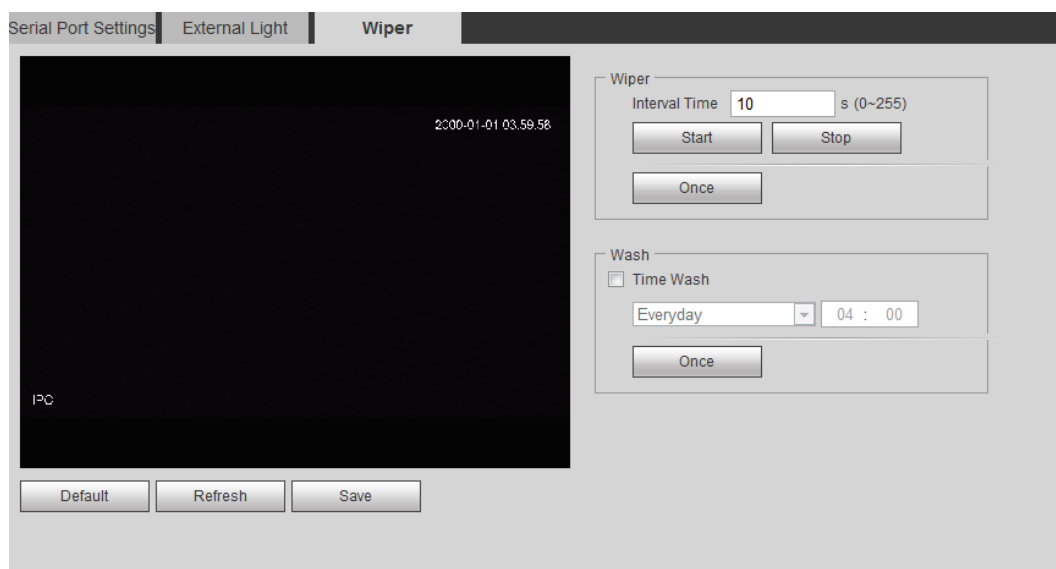 Serial Port Settings External Light Wiper
2000-01-01 03:59:58
IPC
Default Refresh Save
Wiper
Interval Time 10 s (0~255)
Start Stop
Once
Wash
Time Wash
Everyday 04 : 00
Once